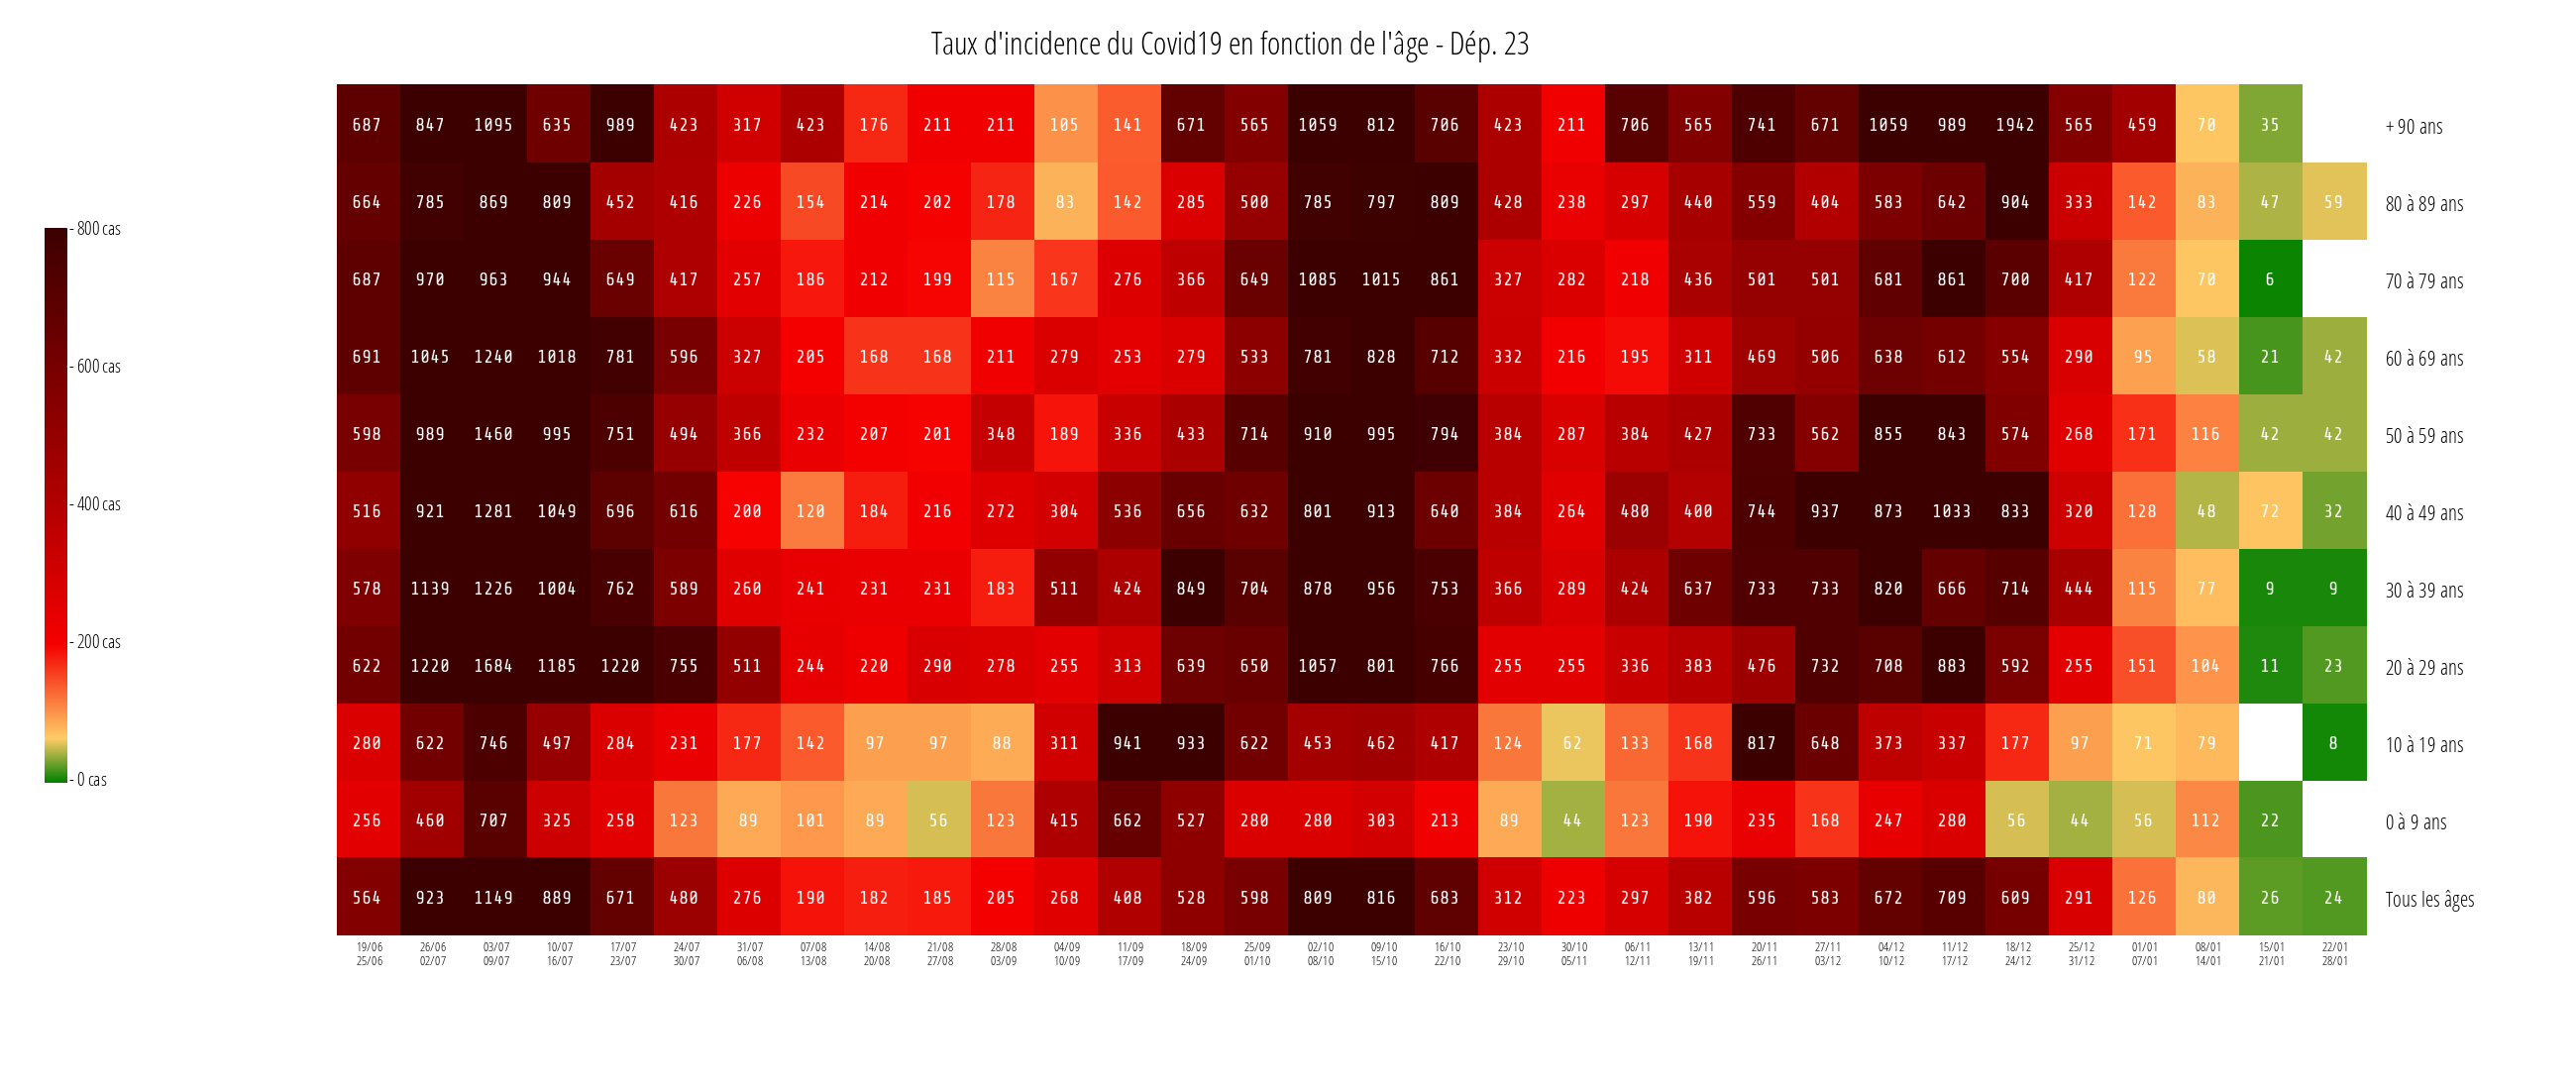 Taux d'incidence du Covid19 en fonction de l'âge - Dép. 23
- 800 cas
- 600 cas
- 400 cas
- 200 cas
- 0 cas
687 847 1095 635 989 423 317 423 176 211 211 105 141 671 565 1059 812 706 423 211 706 565 741 671 1059 989 1942 565 459 70 35 + 90 ans
664 785 869 809 452 416 226 154 214 202 178 83 142 285 500 785 797 809 428 238 297 440 559 404 583 642 904 333 142 83 47 59 80 à 89 ans
687 970 963 944 649 417 257 186 212 199 115 167 276 366 649 1085 1015 861 327 282 218 436 501 501 681 861 700 417 122 70 6 70 à 79 ans
691 1045 1240 1018 781 596 327 205 168 168 211 279 253 279 533 781 828 712 332 216 195 311 469 506 638 612 554 290 95 58 21 42 60 à 69 ans
598 989 1460 995 751 494 366 232 207 201 348 189 336 433 714 910 995 794 384 287 384 427 733 562 855 843 574 268 171 116 42 42 50 à 59 ans
516 921 1281 1049 696 616 200 120 184 216 272 304 536 656 632 801 913 640 384 264 480 400 744 937 873 1033 833 320 128 48 72 32 40 à 49 ans
578 1139 1226 1004 762 589 260 241 231 231 183 511 424 849 704 878 956 753 366 289 424 637 733 733 820 666 714 444 115 77 9 9 30 à 39 ans
622 1220 1684 1185 1220 755 511 244 220 290 278 255 313 639 650 1057 801 766 255 255 336 383 476 732 708 883 592 255 151 104 11 23 20 à 29 ans
280 622 746 497 284 231 177 142 97 97 88 311 941 933 622 453 462 417 124 62 133 168 817 648 373 337 177 97 71 79 8 10 à 19 ans
256 460 707 325 258 123 89 101 89 56 123 415 662 527 280 280 303 213 89 44 123 190 235 168 247 280 56 44 56 112 22 0 à 9 ans
564 923 1149 889 671 480 276 190 182 185 205 268 408 528 598 809 816 683 312 223 297 382 596 583 672 709 609 291 126 80 26 24 Tous les âges
19/06 26/06 03/07 10/07 17/07 24/07 31/07 07/08 14/08 21/08 28/08 04/09 11/09 18/09 25/09 02/10 09/10 16/10 23/10 30/10 06/11 13/11 20/11 27/11 04/12 11/12 18/12 25/12 01/01 08/01 15/01 22/01
25/06 02/07 09/07 16/07 23/07 30/07 06/08 13/08 20/08 27/08 03/09 10/09 17/09 24/09 01/10 08/10 15/10 22/10 29/10 05/11 12/11 19/11 26/11 03/12 10/12 17/12 24/12 31/12 07/01 14/01 21/01 28/01